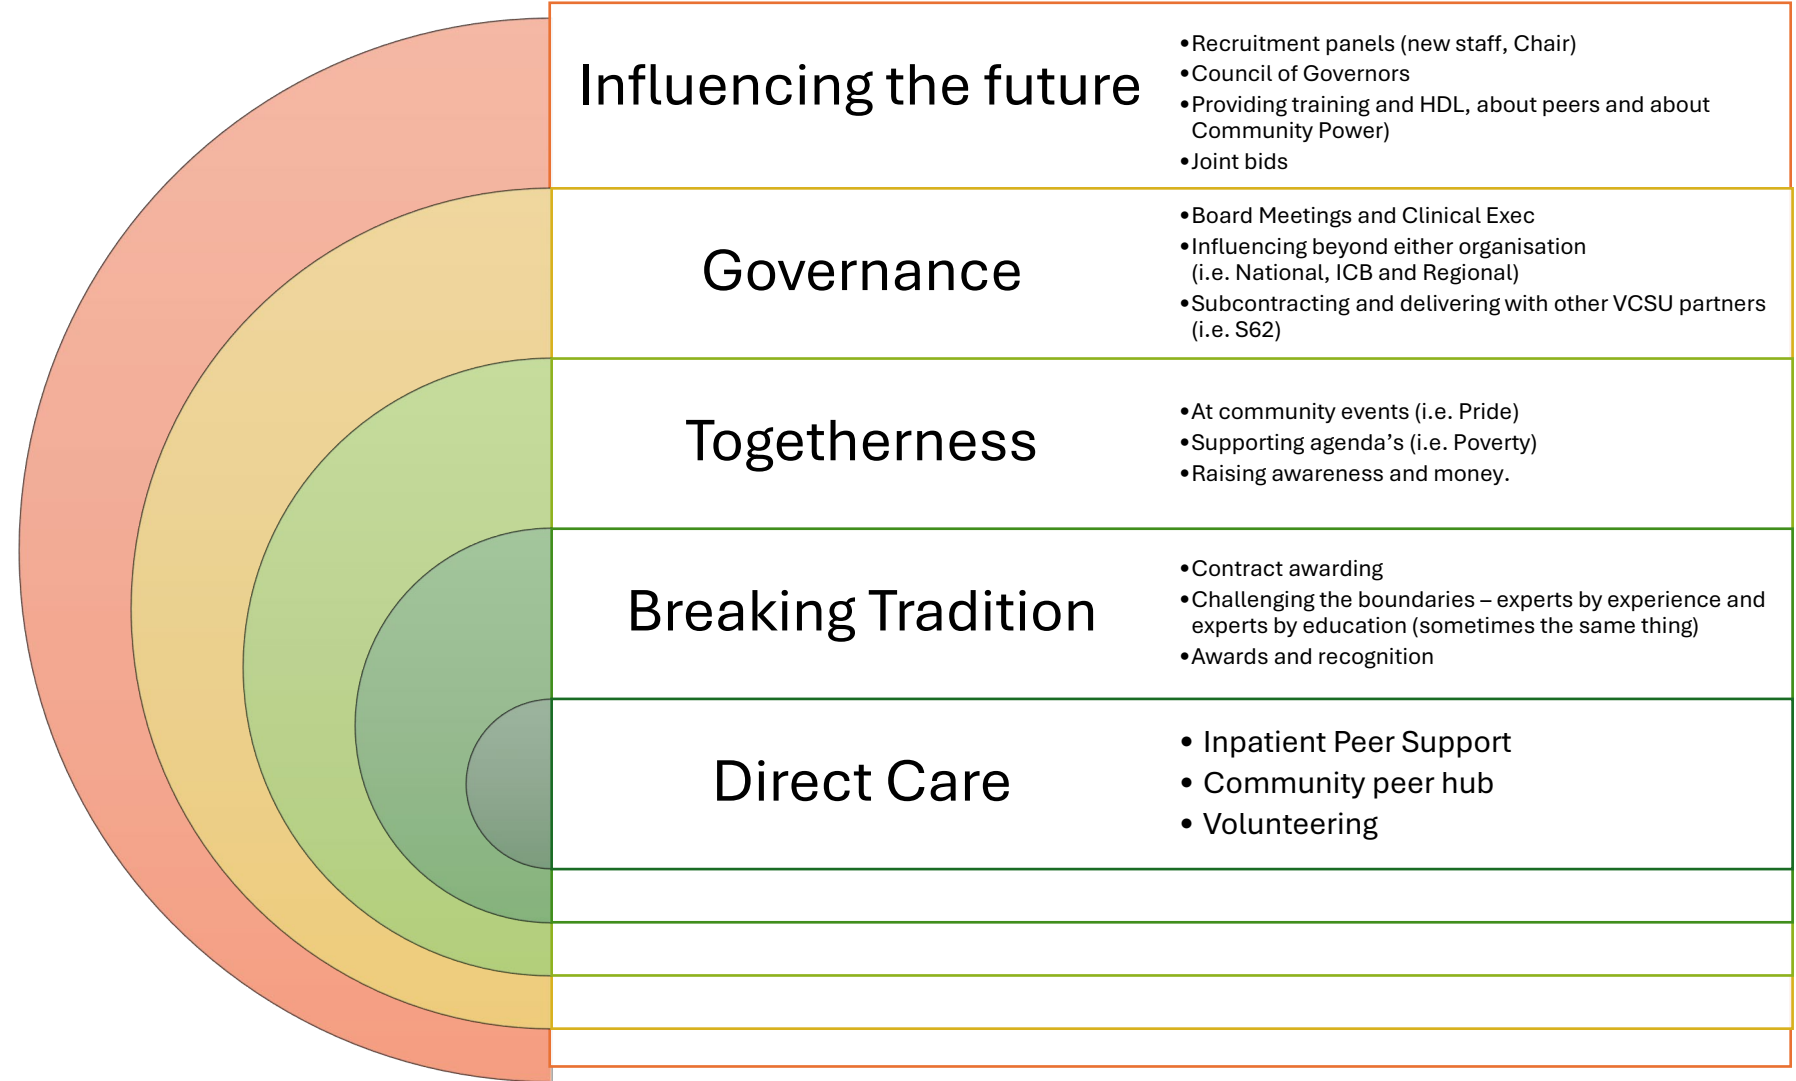 Influencing the future
•Recruitment panels (new staff, Chair)
•Council of Governors
•Providing training and HDL, about peers and about
Community Power)
•Joint bids
Governance
•Board Meetings and Clinical Exec
•Influencing beyond either organisation
(i.e. National, ICB and Regional)
•Subcontracting and delivering with other VCSU partners
(i.e. S62)
Togetherness
•At community events (i.e. Pride)
•Supporting agenda’s (i.e. Poverty)
•Raising awareness and money.
Breaking Tradition
•Contract awarding
•Challenging the boundaries – experts by experience and
experts by education (sometimes the same thing)
•Awards and recognition
Direct Care
• Inpatient Peer Support
• Community peer hub
• Volunteering